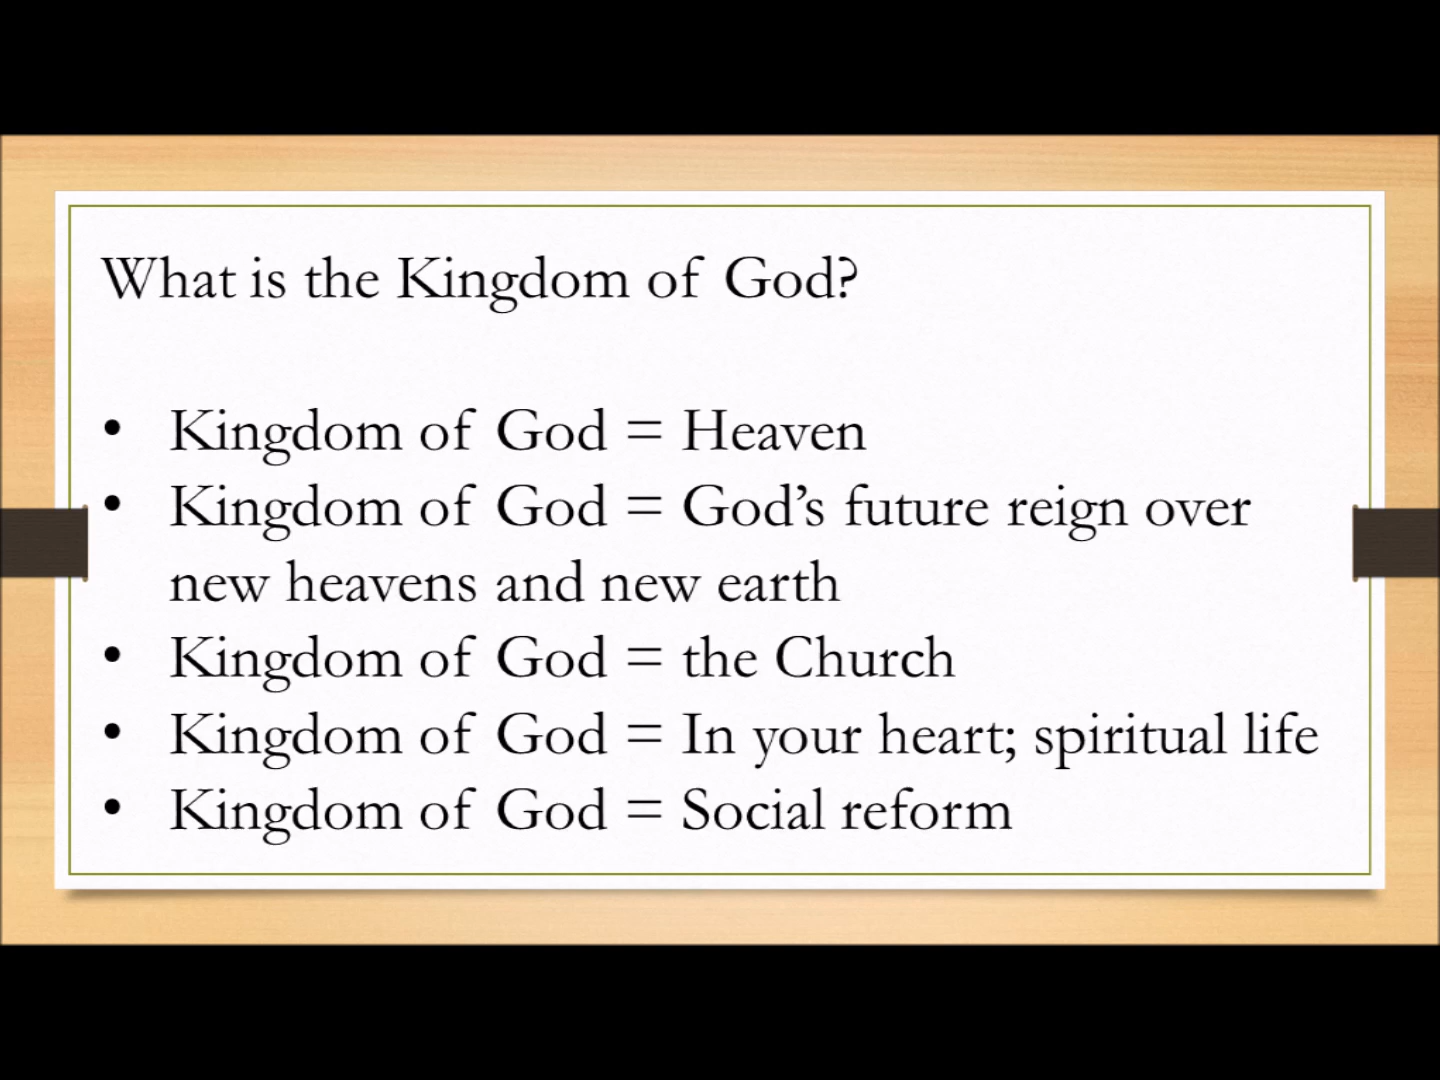 What is the Kingdom of God?
• Kingdom of God = Heaven
• Kingdom of God = God’s future reign over
new heavens and new earth
• Kingdom of God = the Church
• Kingdom of God = In your heart; spiritual life
• Kingdom of God = Social reform